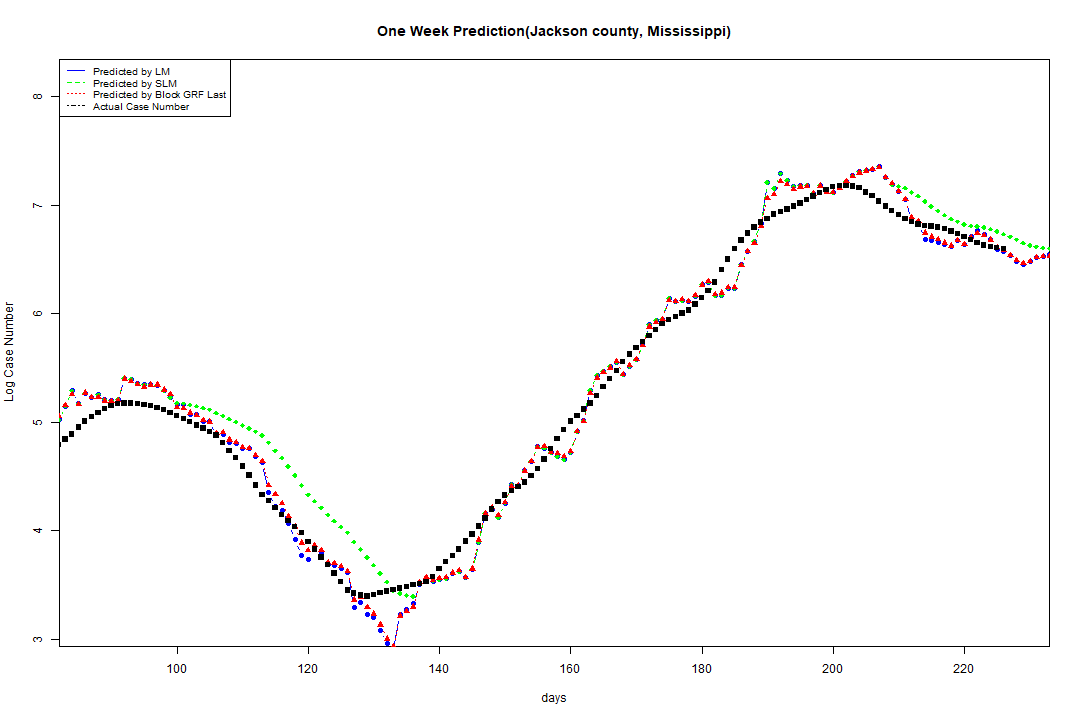 One Week Prediction(Jackson county, Mississippi)
Predicted by LM
Predicted by SLM
Predicted by Block GRF Last
Actual Case Number
8
7
6
5
4
3
Log Case Number
100 120 140 160 180 200 220
days